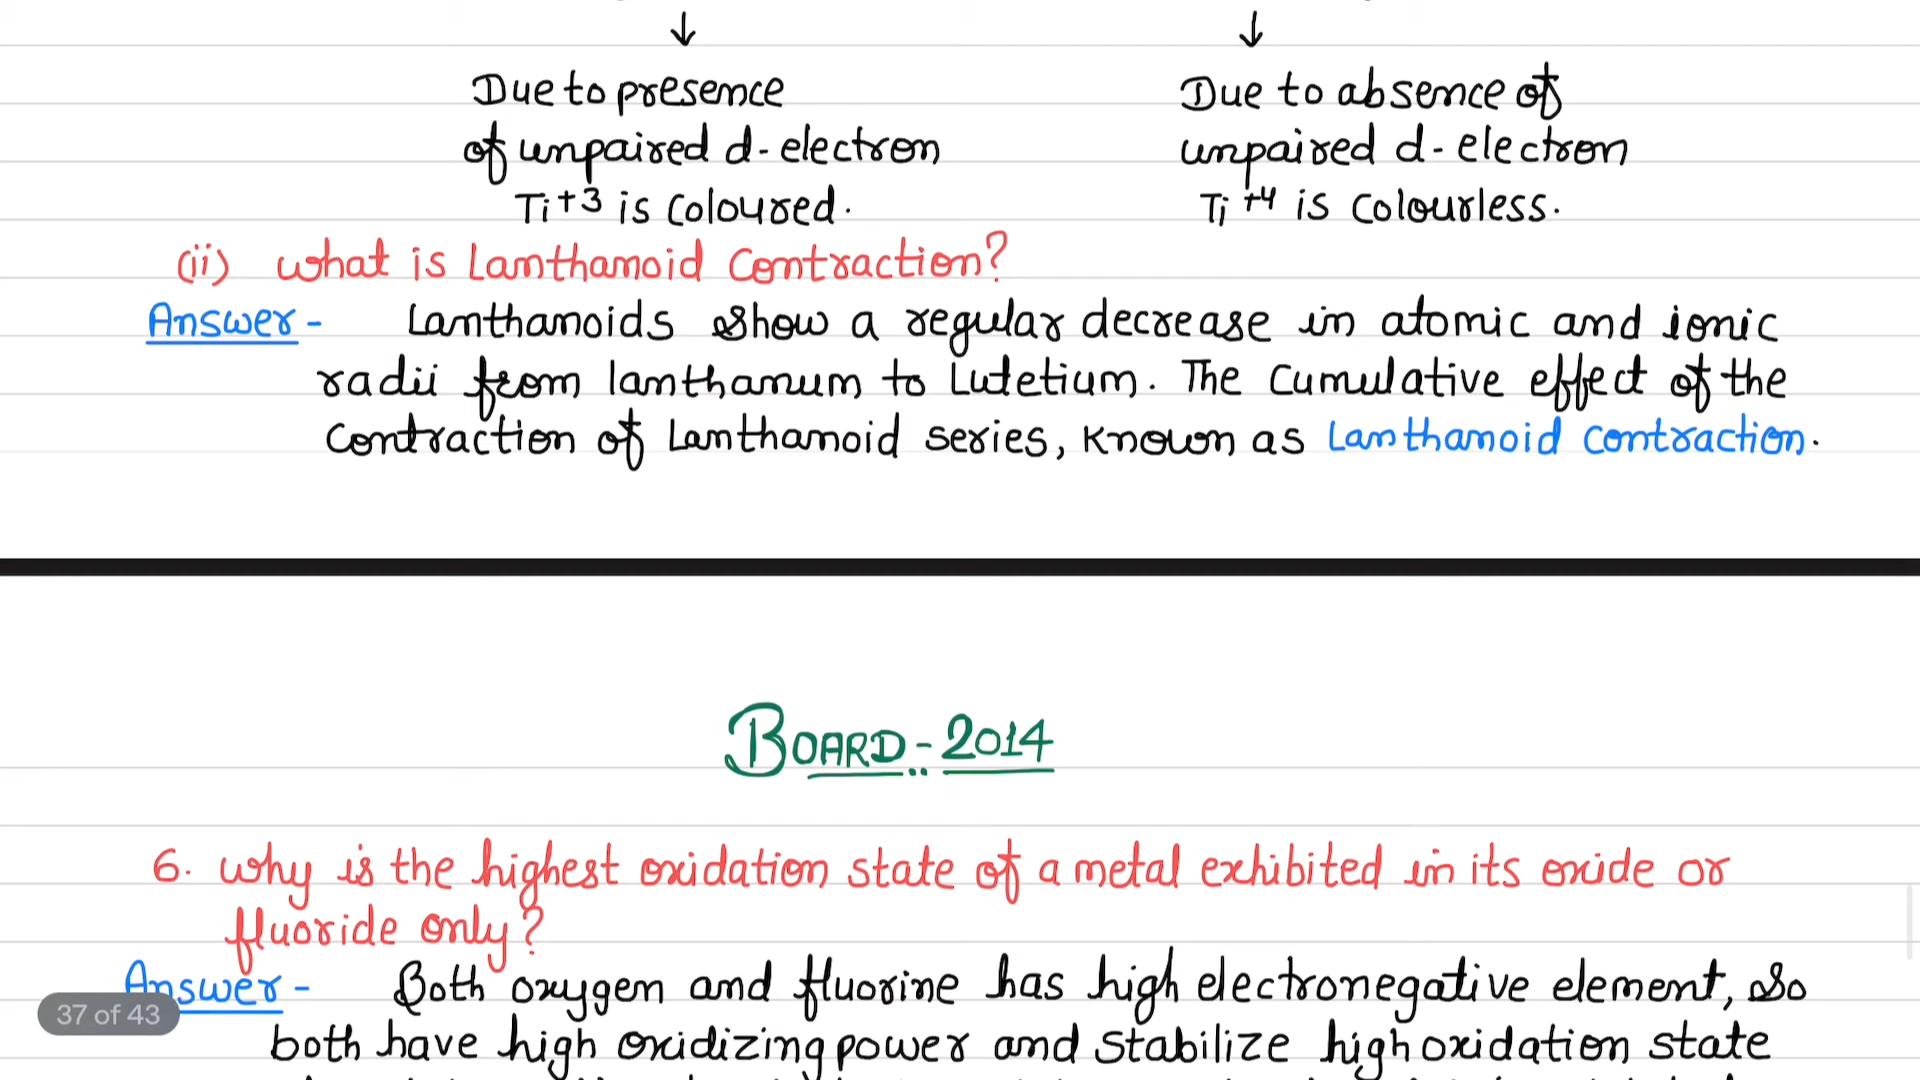 ↓ ↓
Due to presence Due to absence of
of unpaired d-electron unpaired d-electron
Ti+3 is coloured. Ti+4 is colourless.
(ii) What is Lanthanoid Contraction?
Answer - Lanthanoids show a regular decrease in atomic and ionic
radii from lanthanum to Lutetium. The cumulative effect of the
contraction of Lanthanoid series, known as Lanthanoid contraction.
BOARD-2014
6. Why is the highest oxidation state of a metal exhibited in its oxide or
fluoride only?
Answer - Both oxygen and fluorine has high electronegative element, So
37 of 43
both have high oxidizing power and stabilize high oxidation state